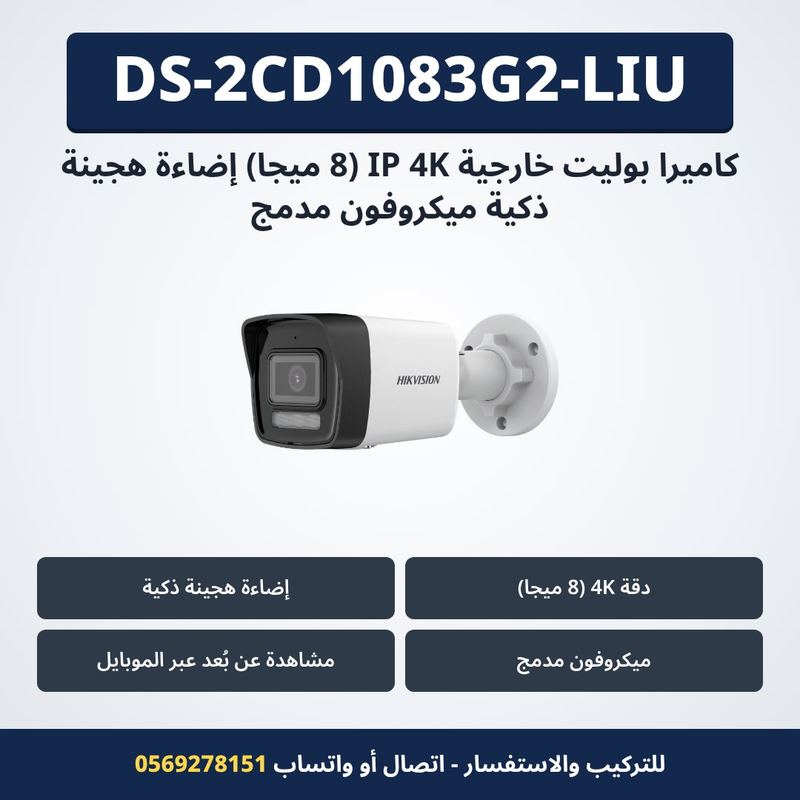 DS-2CD1083G2-LIU
كاميرا بوليت خارجية IP 4K (8 ميجا) إضاءة هجينة
ذكية ميكروفون مدمج
HIKVISION
دقة 4K (8 ميجا)
إضاءة هجينة ذكية
ميكروفون مدمج
مشاهدة عن بُعد عبر الموبايل
للتركيب والاستفسار - اتصال أو واتساب 0569278151